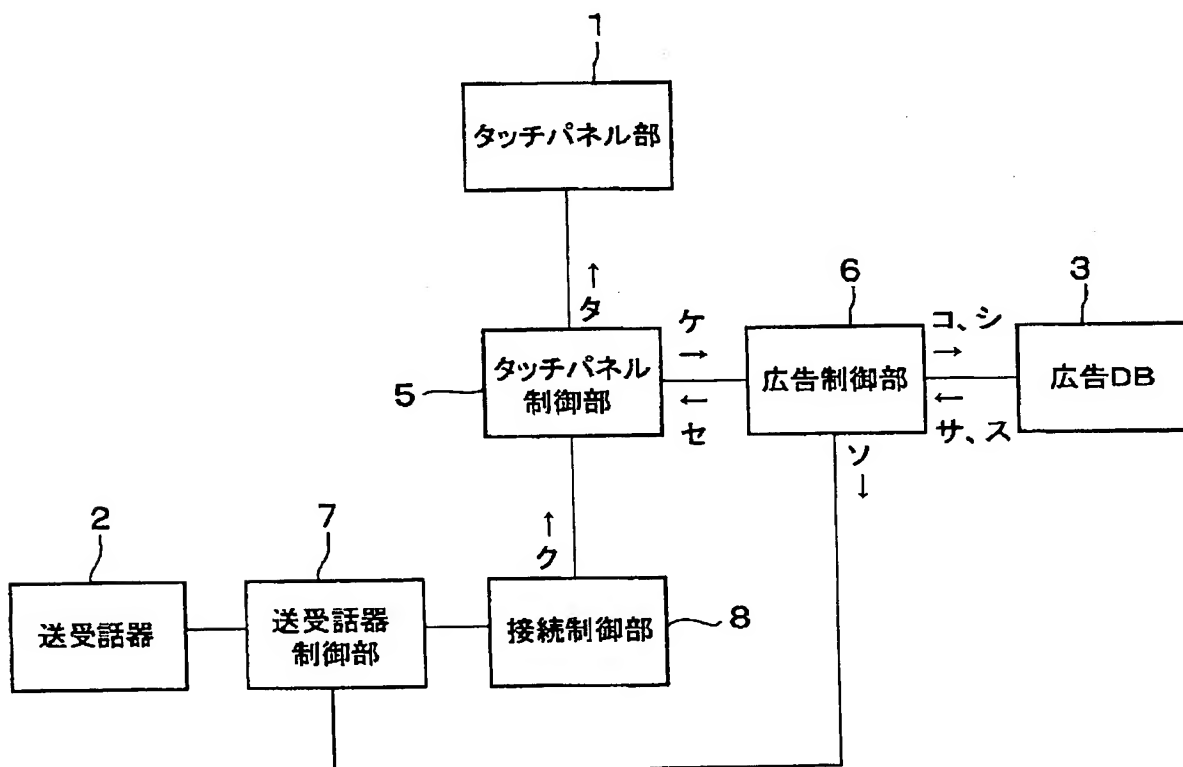 1
タッチパネル部
↑
タ
6
3
ケ
→
コ、シ
→
5
タッチパネル
制御部
広告制御部
広告DB
←
セ
←
サ、ス
ソ
↓
↑
ク
2
7
送受話器
送受話器
制御部
接続制御部
8